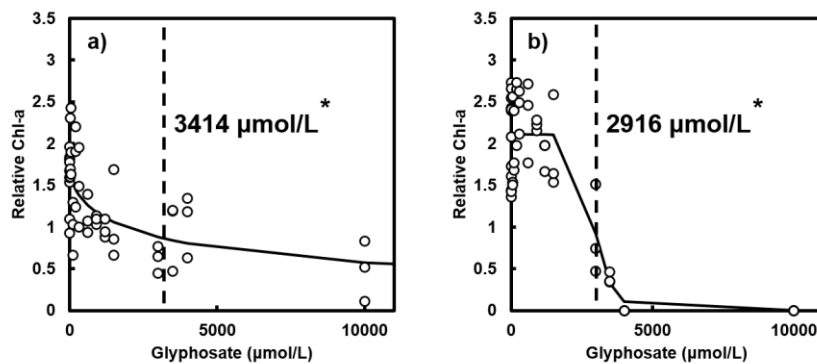 a)
3414 µmol/L*
Relative Chl-a
3.5
3
2.5
2
1.5
1
0.5
0
0 5000 10000
Glyphosate (µmol/L)
b)
2916 µmol/L*
Relative Chl-a
3.5
3
2.5
2
1.5
1
0.5
0
0 5000 10000
Glyphosate (µmol/L)